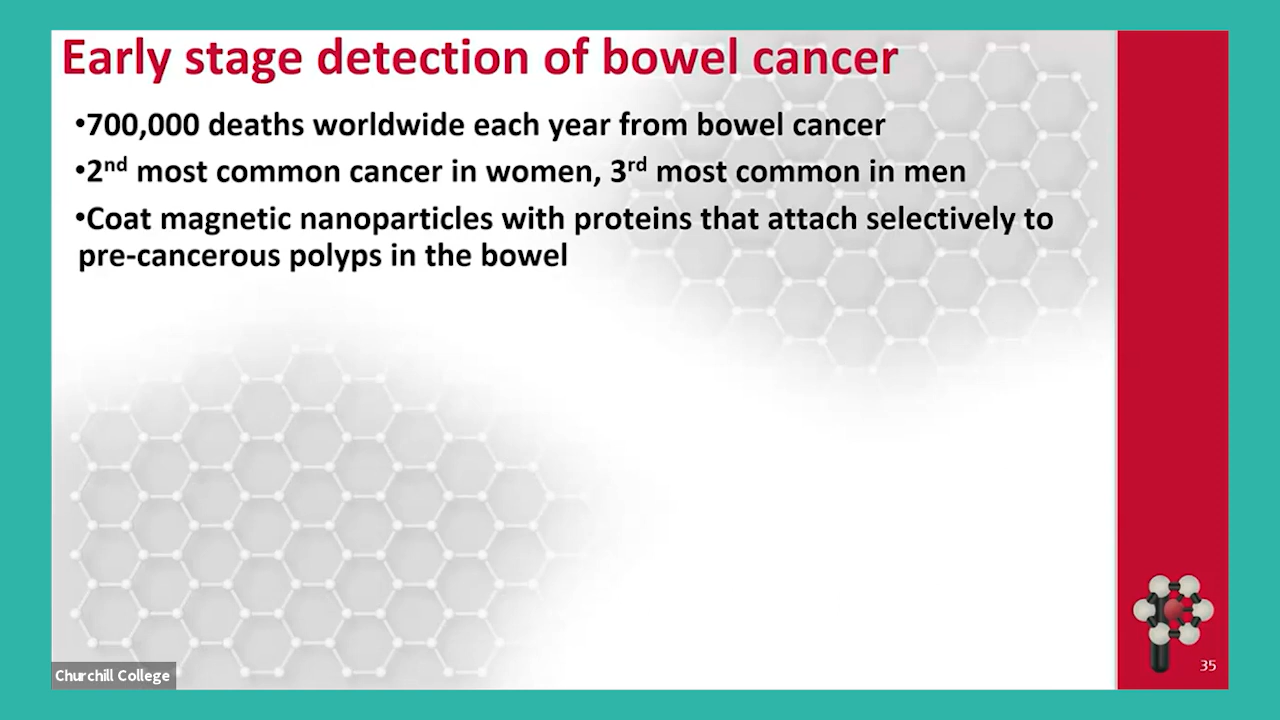 Early stage detection of bowel cancer
•700,000 deaths worldwide each year from bowel cancer
•2nd most common cancer in women, 3rd most common in men
•Coat magnetic nanoparticles with proteins that attach selectively to
pre-cancerous polyps in the bowel
Churchill College
35